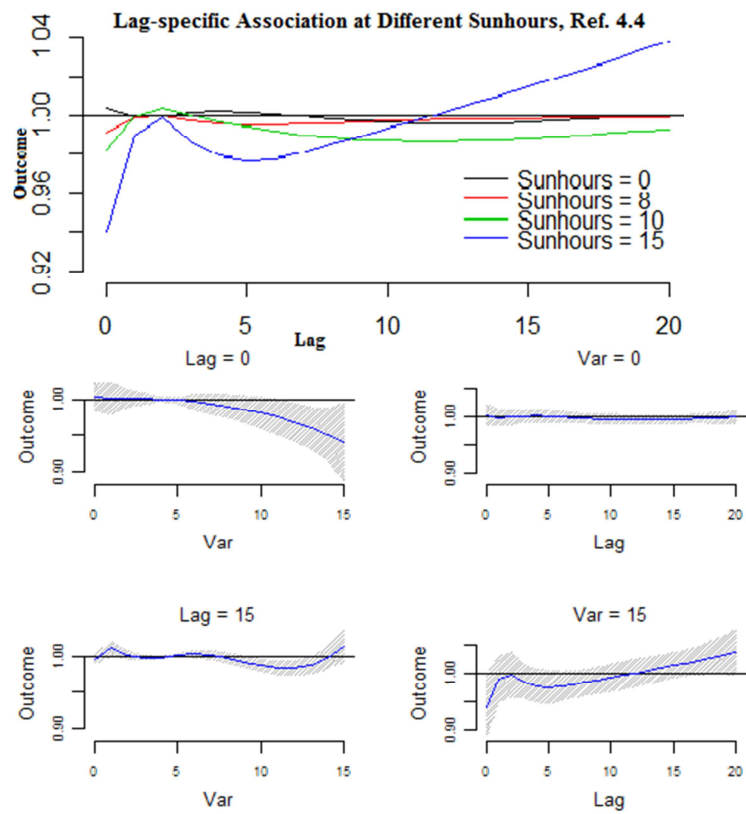 Lag-specific Association at Different Sunhours, Ref. 4.4
Outcome
1.04
1.00
0.96
0.92
Sunhours = 0
Sunhours = 8
Sunhours = 10
Sunhours = 15
0 5 10 15 20
Lag
Lag = 0
Outcome
1.00
0.90
0 5 10 15
Var
Var = 0
Outcome
1.00
0.90
0 5 10 15 20
Lag
Lag = 15
Outcome
1.00
0.90
0 5 10 15
Var
Var = 15
Outcome
1.00
0.90
0 5 10 15 20
Lag